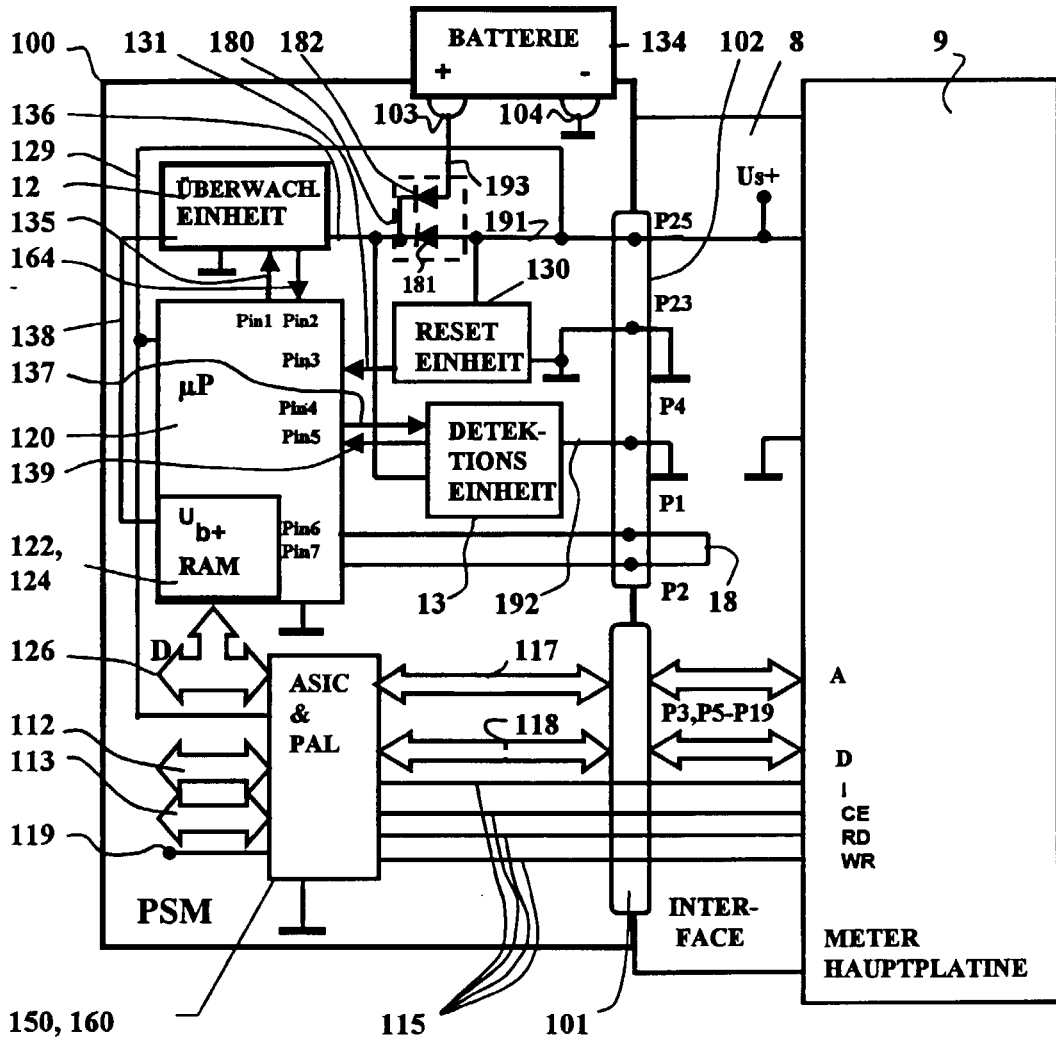 100
131
180
182
BATTERIE
+ -
134
102
8
9
103
104
136
129
12
ÜBERWACH.
EINHEIT
193
Us+
135
191
P25
164
181
130
-
Pin1 Pin2
P23
138
RESET
EINHEIT
Pin3
137
µP
P4
Pin4
120
Pin5
DETEK-
TIONS
EINHEIT
139
P1
U
b+
RAM
Pin6
Pin7
122,
124
P2
13
192
18
D
126
ASIC
&
PAL
117
A
P3,P5-P19
112
118
D
113
I
CE
119
RD
WR
PSM
INTER-
FACE
METER
HAUPTPLATINE
150, 160
115
101